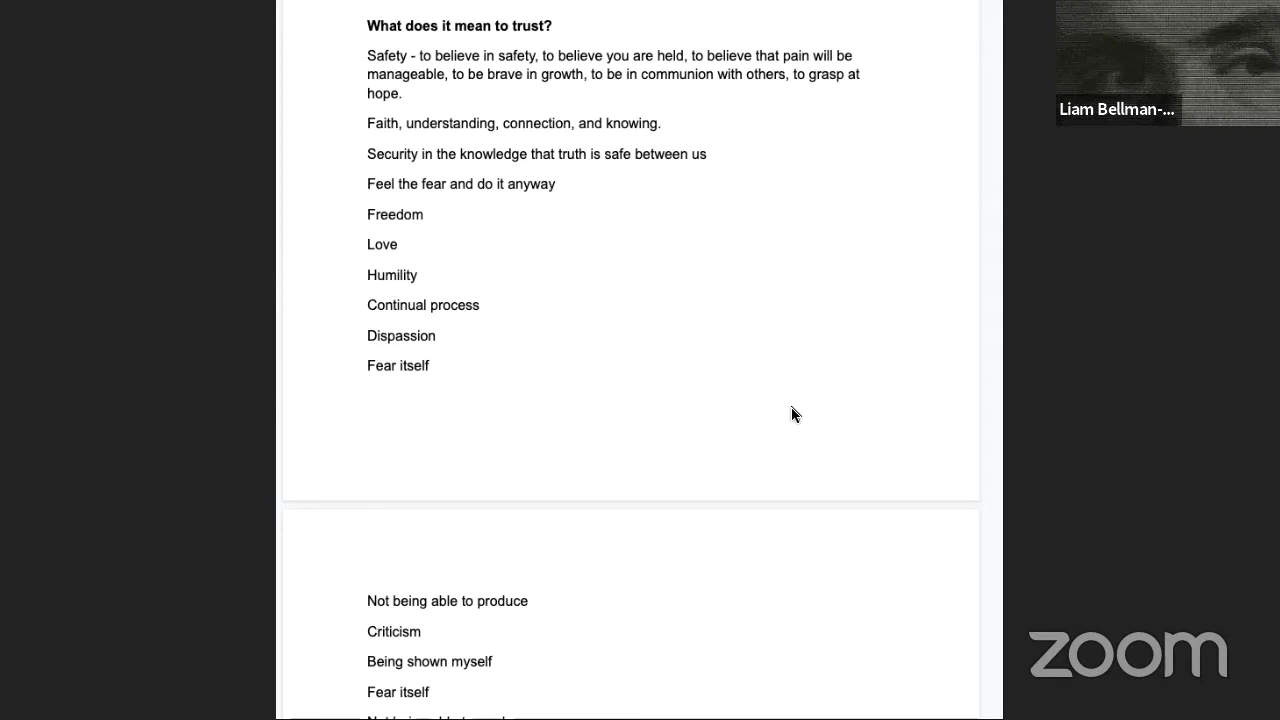 What does it mean to trust?
Safety - to believe in safety, to believe you are held, to believe that pain will be
manageable, to be brave in growth, to be in communion with others, to grasp at
hope.
Faith, understanding, connection, and knowing.
Security in the knowledge that truth is safe between us
Feel the fear and do it anyway
Freedom
Love
Humility
Continual process
Dispassion
Fear itself
Not being able to produce
Criticism
Being shown myself
Fear itself
Liam Bellman-...
zoom